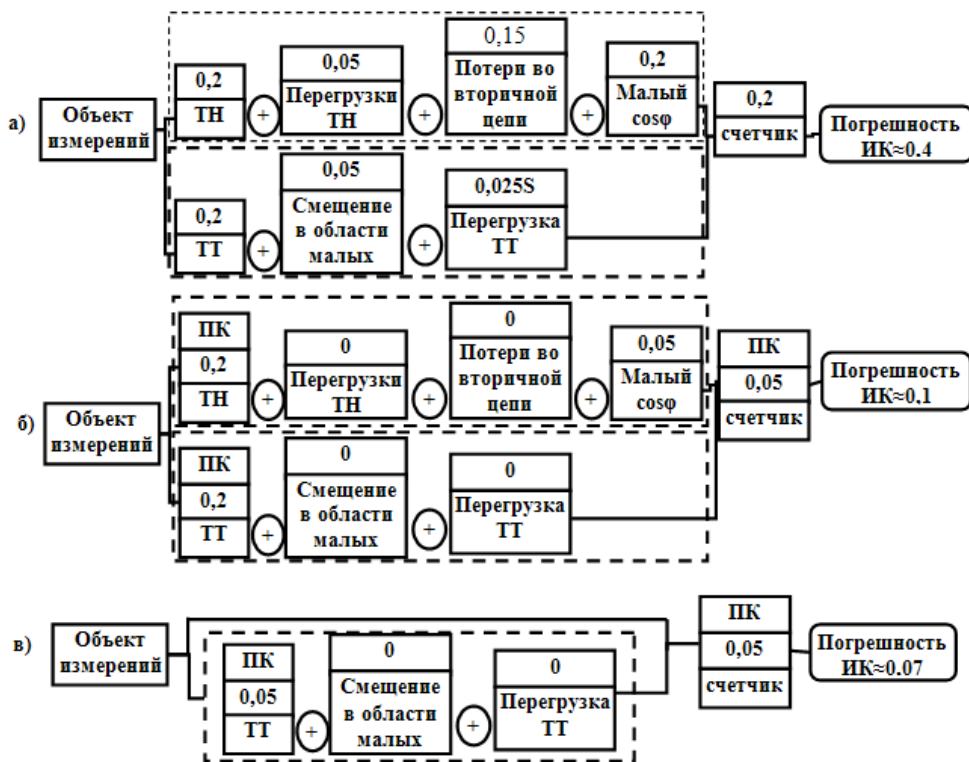 а)
Объект
измерений
0,2
ТН
+
0,05
Перегрузки
ТН
+
0,15
Потери во
вторичной
цепи
+
0,2
Малый
cosφ
0,2
счетчик
Погрешность
ИК≈0.4
0,2
ТТ
+
0,05
Смещение
в области
малых
+
0,025S
Перегрузка
ТТ
б)
Объект
измерений
ПК
0,2
ТН
+
0
Перегрузки
ТН
+
0
Потери во
вторичной
цепи
+
0,05
Малый
cosφ
ПК
0,05
счетчик
Погрешность
ИК≈0.1
ПК
0,2
ТТ
+
0
Смещение
в области
малых
+
0
Перегрузка
ТТ
в)
Объект
измерений
ПК
0,05
ТТ
+
0
Смещение
в области
малых
+
0
Перегрузка
ТТ
ПК
0,05
счетчик
Погрешность
ИК≈0.07